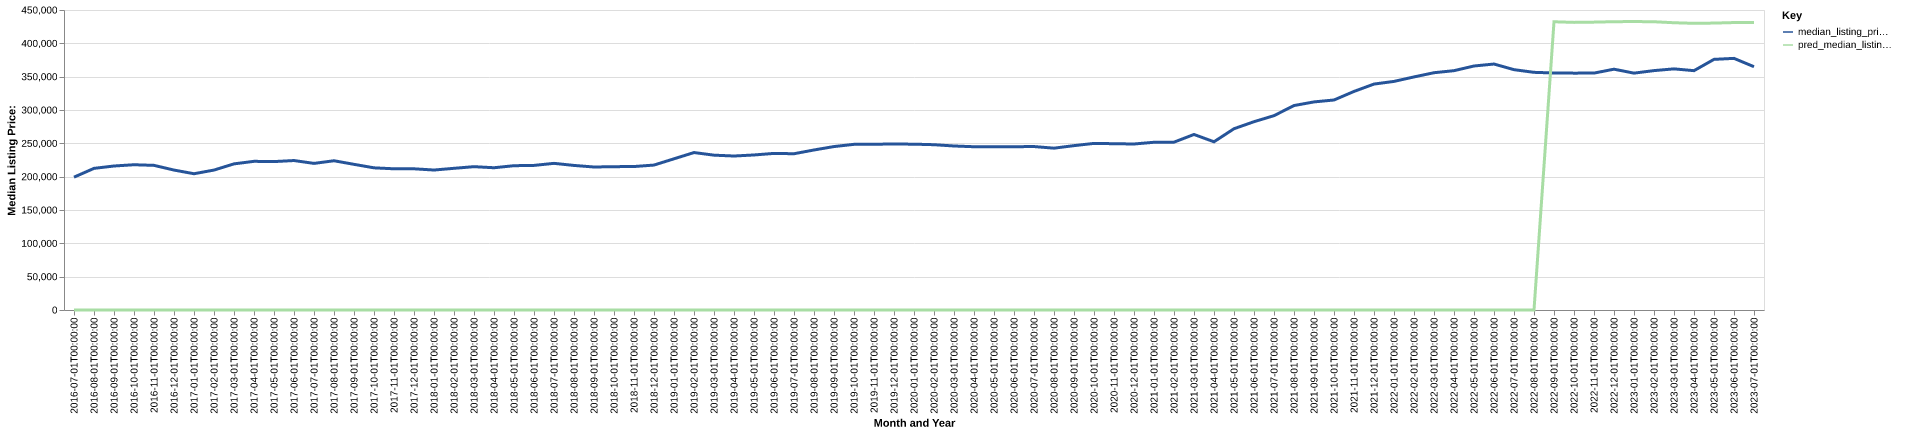 450,000
400,000
350,000
300,000
250,000
200,000
150,000
100,000
50,000
0
Median Listing Price:
2016-07-01T00:00:00
2016-08-01T00:00:00
2016-09-01T00:00:00
2016-10-01T00:00:00
2016-11-01T00:00:00
2016-12-01T00:00:00
2017-01-01T00:00:00
2017-02-01T00:00:00
2017-03-01T00:00:00
2017-04-01T00:00:00
2017-05-01T00:00:00
2017-06-01T00:00:00
2017-07-01T00:00:00
2017-08-01T00:00:00
2017-09-01T00:00:00
2017-10-01T00:00:00
2017-11-01T00:00:00
2017-12-01T00:00:00
2018-01-01T00:00:00
2018-02-01T00:00:00
2018-03-01T00:00:00
2018-04-01T00:00:00
2018-05-01T00:00:00
2018-06-01T00:00:00
2018-07-01T00:00:00
2018-08-01T00:00:00
2018-09-01T00:00:00
2018-10-01T00:00:00
2018-11-01T00:00:00
2018-12-01T00:00:00
2019-01-01T00:00:00
2019-02-01T00:00:00
2019-03-01T00:00:00
2019-04-01T00:00:00
2019-05-01T00:00:00
2019-06-01T00:00:00
2019-07-01T00:00:00
2019-08-01T00:00:00
2019-09-01T00:00:00
2019-10-01T00:00:00
2019-11-01T00:00:00
2019-12-01T00:00:00
2020-01-01T00:00:00
2020-02-01T00:00:00
2020-03-01T00:00:00
2020-04-01T00:00:00
2020-05-01T00:00:00
2020-06-01T00:00:00
2020-07-01T00:00:00
2020-08-01T00:00:00
2020-09-01T00:00:00
2020-10-01T00:00:00
2020-11-01T00:00:00
2020-12-01T00:00:00
2021-01-01T00:00:00
2021-02-01T00:00:00
2021-03-01T00:00:00
2021-04-01T00:00:00
2021-05-01T00:00:00
2021-06-01T00:00:00
2021-07-01T00:00:00
2021-08-01T00:00:00
2021-09-01T00:00:00
2021-10-01T00:00:00
2021-11-01T00:00:00
2021-12-01T00:00:00
2022-01-01T00:00:00
2022-02-01T00:00:00
2022-03-01T00:00:00
2022-04-01T00:00:00
2022-05-01T00:00:00
2022-06-01T00:00:00
2022-07-01T00:00:00
2022-08-01T00:00:00
2022-09-01T00:00:00
2022-10-01T00:00:00
2022-11-01T00:00:00
2022-12-01T00:00:00
2023-01-01T00:00:00
2023-02-01T00:00:00
2023-03-01T00:00:00
2023-04-01T00:00:00
2023-05-01T00:00:00
2023-06-01T00:00:00
2023-07-01T00:00:00
Month and Year
Key
median_listing_pri…
pred_median_listin…